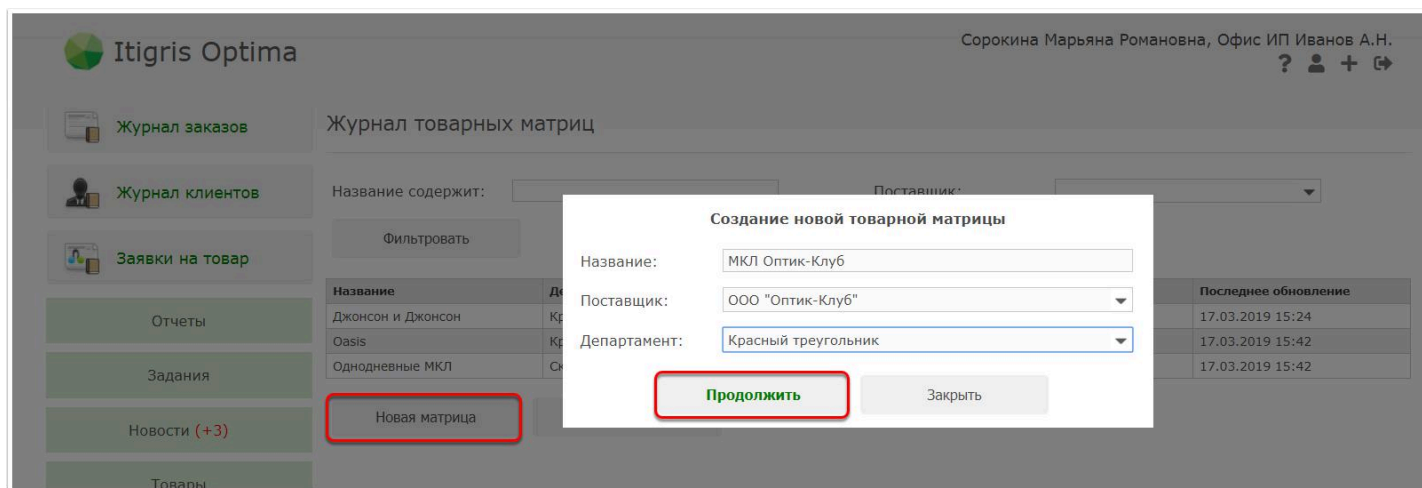 Itigris Optima
Сорокина Марьяна Романовна, Офис ИП Иванов А.Н.
Журнал заказов
Журнал товарных матриц
Журнал клиентов
Название содержит:
Поставщик:
Создание новой товарной матрицы
Фильтровать
Заявки на товар
Название: МКЛ Оптик-Клуб
Поставщик: ООО "Оптик-Клуб"
Департамент: Красный треугольник
Название
Последнее обновление
Джонсон и Джонсон
17.03.2019 15:24
Oasis
17.03.2019 15:42
Однодневные МКЛ
17.03.2019 15:42
Отчеты
Задания
Продолжить
Закрыть
Новая матрица
Новости (+3)
Товары